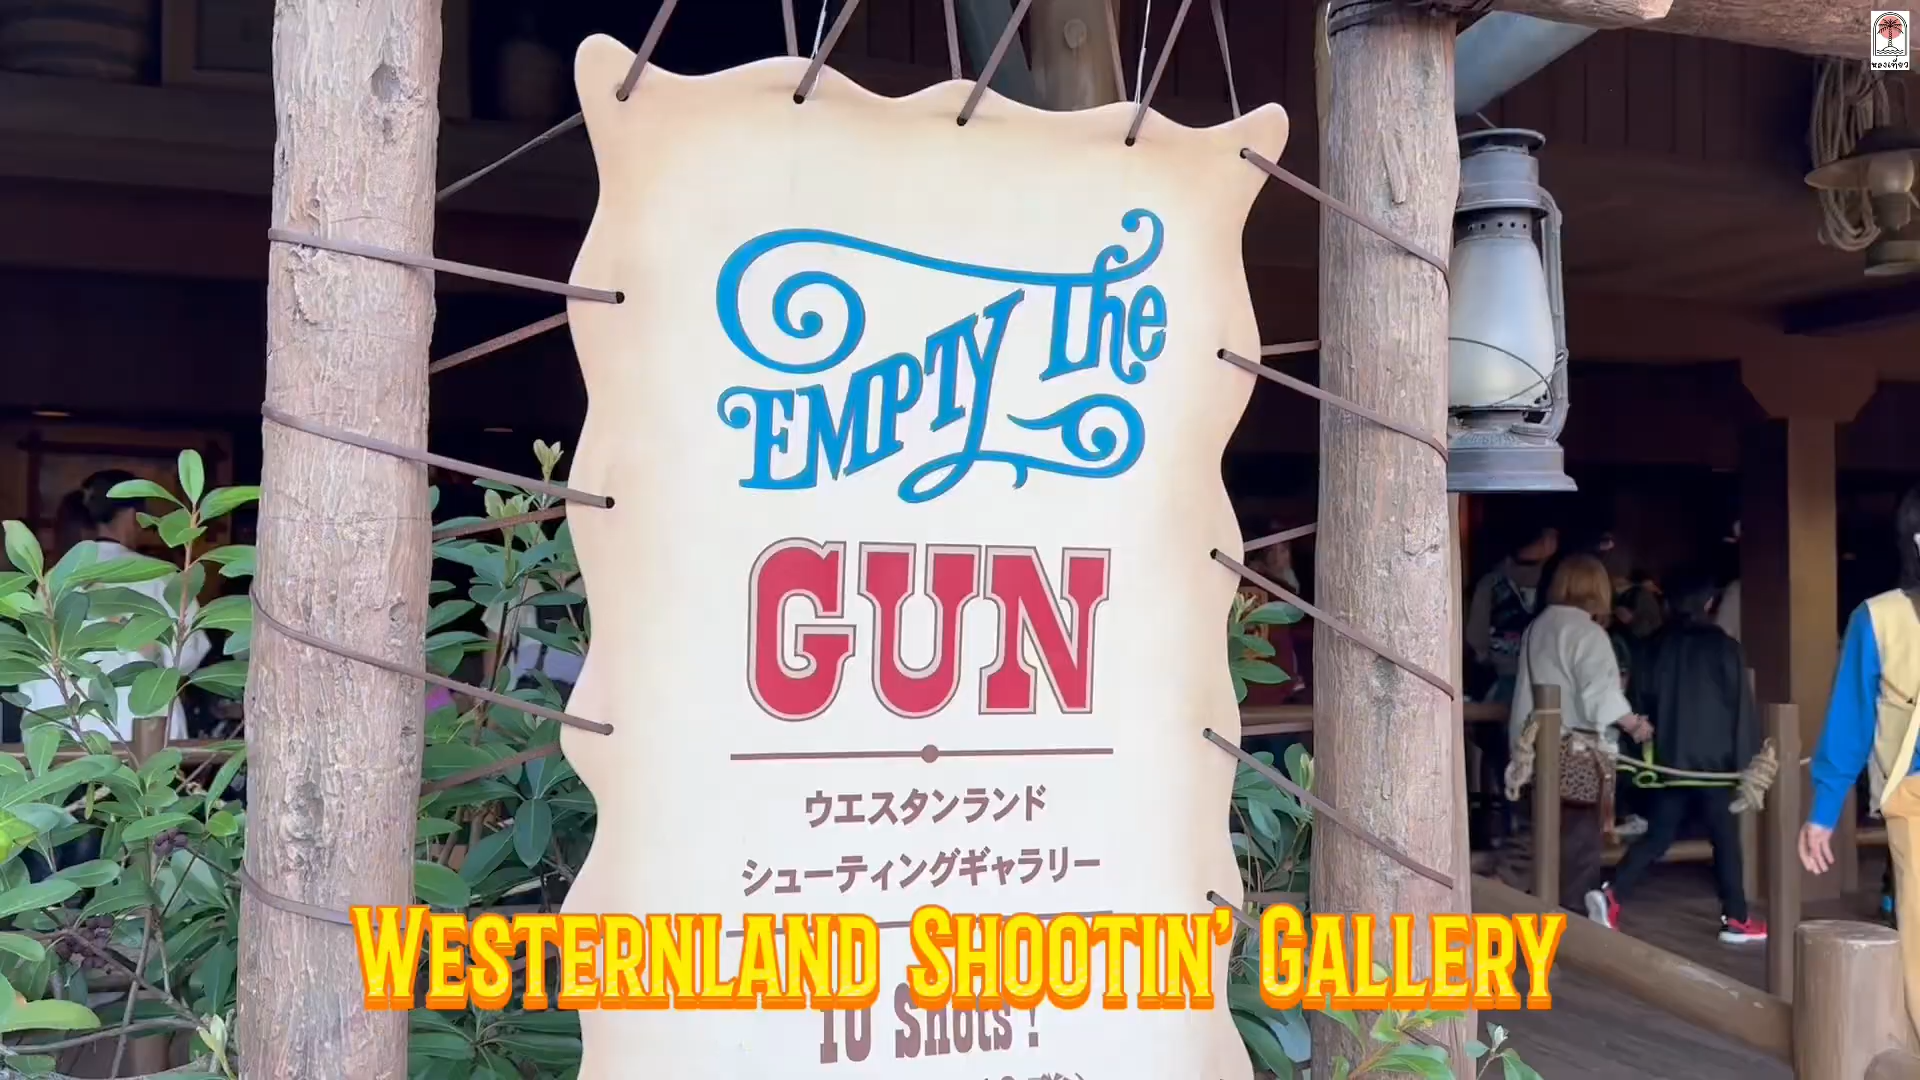 EMPTY The
GUN
ウエスタンランド
シューティングギャラリー
WESTERNLAND SHOOTIN' GALLERY
10 Shots!